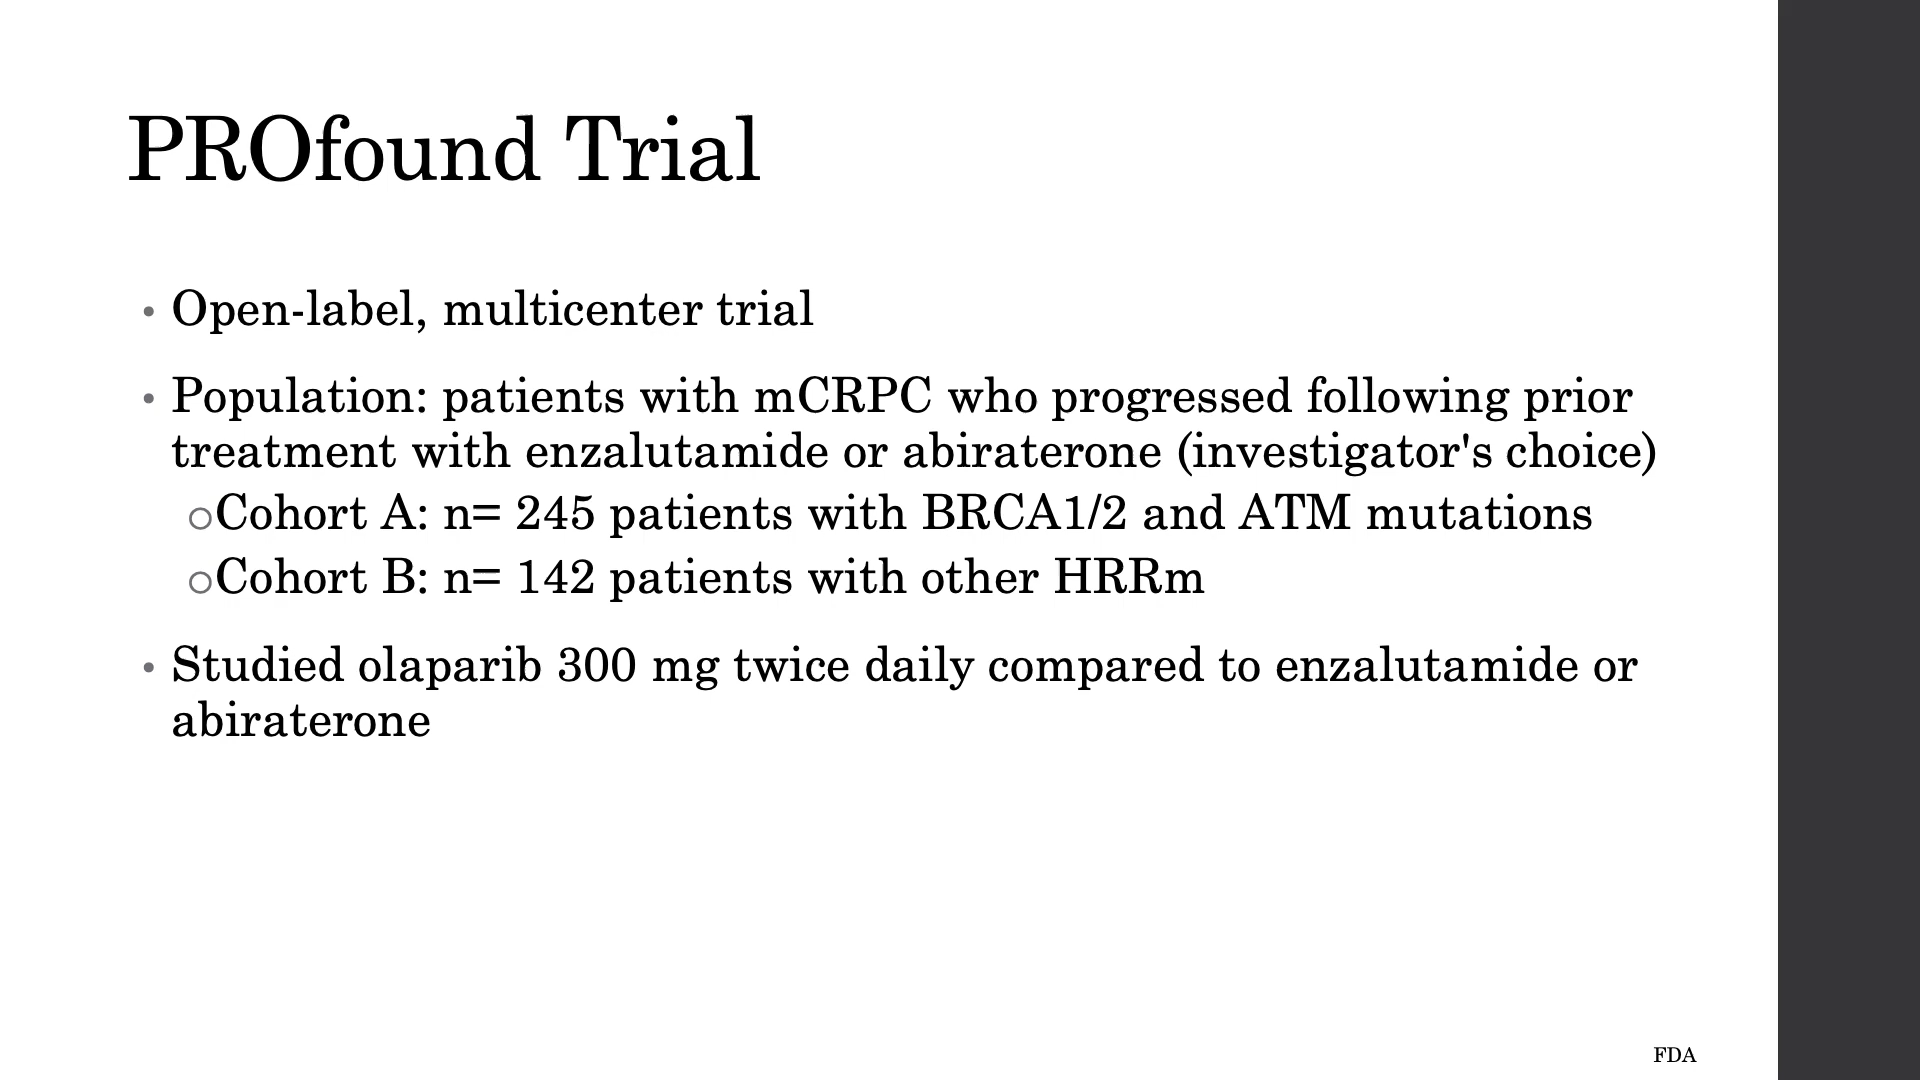 PROfound Trial
• Open-label, multicenter trial
• Population: patients with mCRPC who progressed following prior
treatment with enzalutamide or abiraterone (investigator's choice)
oCohort A: n= 245 patients with BRCA1/2 and ATM mutations
oCohort B: n= 142 patients with other HRRm
• Studied olaparib 300 mg twice daily compared to enzalutamide or
abiraterone
FDA